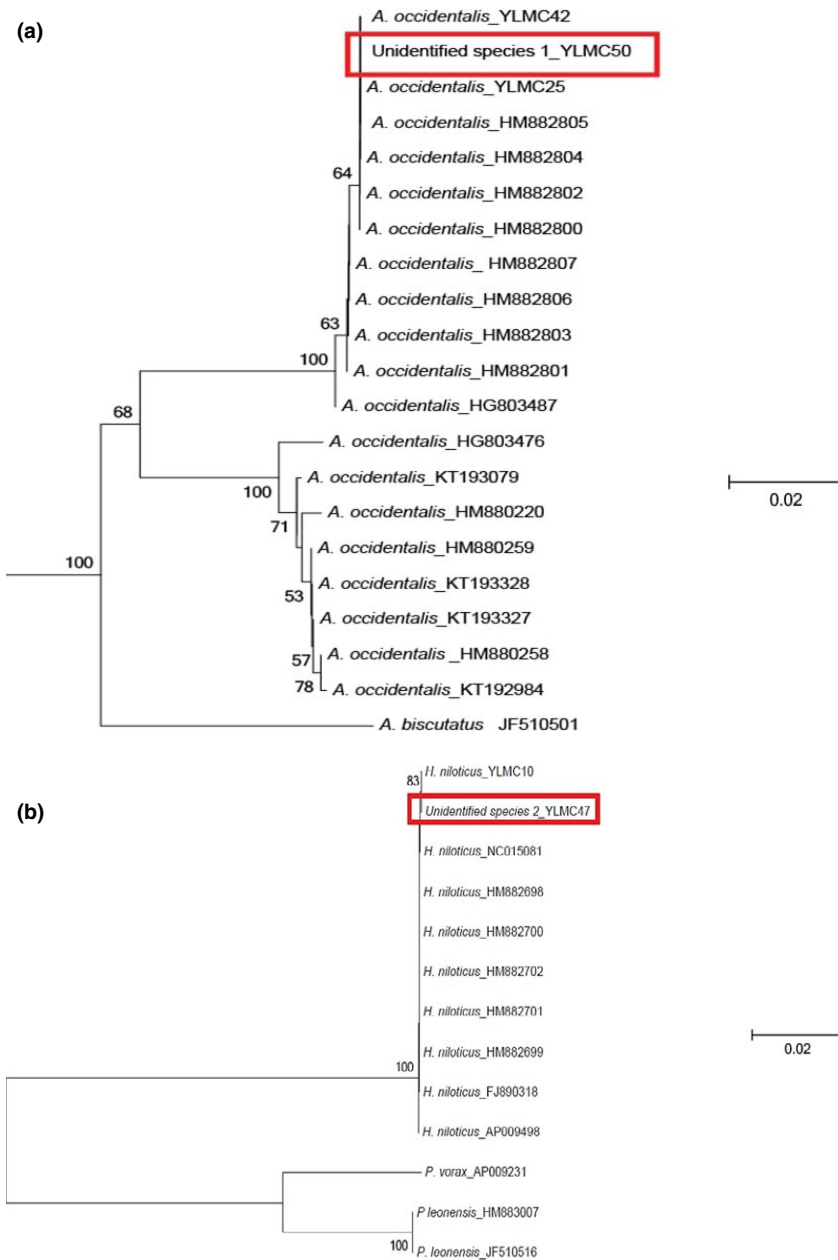 (a)
A. occidentalis_YLMC42
Unidentified species 1_YLMC50
A. occidentalis_YLMC25
A. occidentalis_HM882805
A. occidentalis_HM882804
64
A. occidentalis_HM882802
A. occidentalis_HM882800
A. occidentalis_ HM882807
A. occidentalis_HM882806
63
A. occidentalis_HM882803
100
A. occidentalis_HM882801
A. occidentalis_HG803487
68
A. occidentalis_HG803476
A. occidentalis_KT193079
100
0.02
A. occidentalis_HM880220
71
A. occidentalis_HM880259
100
A. occidentalis_KT193328
53
A. occidentalis_KT193327
A. occidentalis _HM880258
57
A. occidentalis_KT192984
78
A. biscutatus JF510501
(b)
H. niloticus_YLMC10
83
Unidentified species 2_YLMC47
H. niloticus_NC015081
H. niloticus_HM882698
H. niloticus_HM882700
H. niloticus_HM882702
H. niloticus_HM882701
0.02
H. niloticus_HM882699
100
H. niloticus_FJ890318
H. niloticus_AP009498
P. vorax_AP009231
P leonensis_HM883007
100
P. leonensis_JF510516